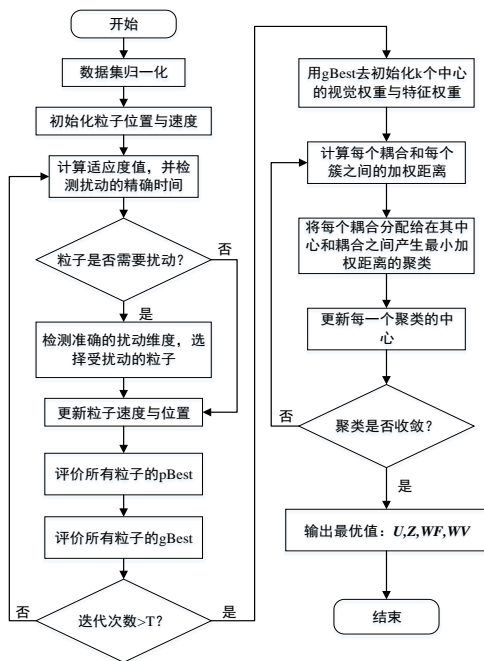 开始
数据集归一化
初始化粒子位置与速度
计算适应度值，并检
测扰动的精确时间
粒子是否需要扰动？
否
是
检测准确的扰动维度，选
择受扰动的粒子
更新粒子速度与位置
评价所有粒子的pBest
评价所有粒子的gBest
迭代次数>T？
否
是
用gBest去初始化k个中心
的视觉权重与特征权重
计算每个耦合和每个
簇之间的加权距离
将每个耦合分配给在其中
心和耦合之间产生最小加
权距离的聚类
更新每一个聚类的中
心
聚类是否收敛？
否
是
输出最优值：U,Z,WF,WV
结束